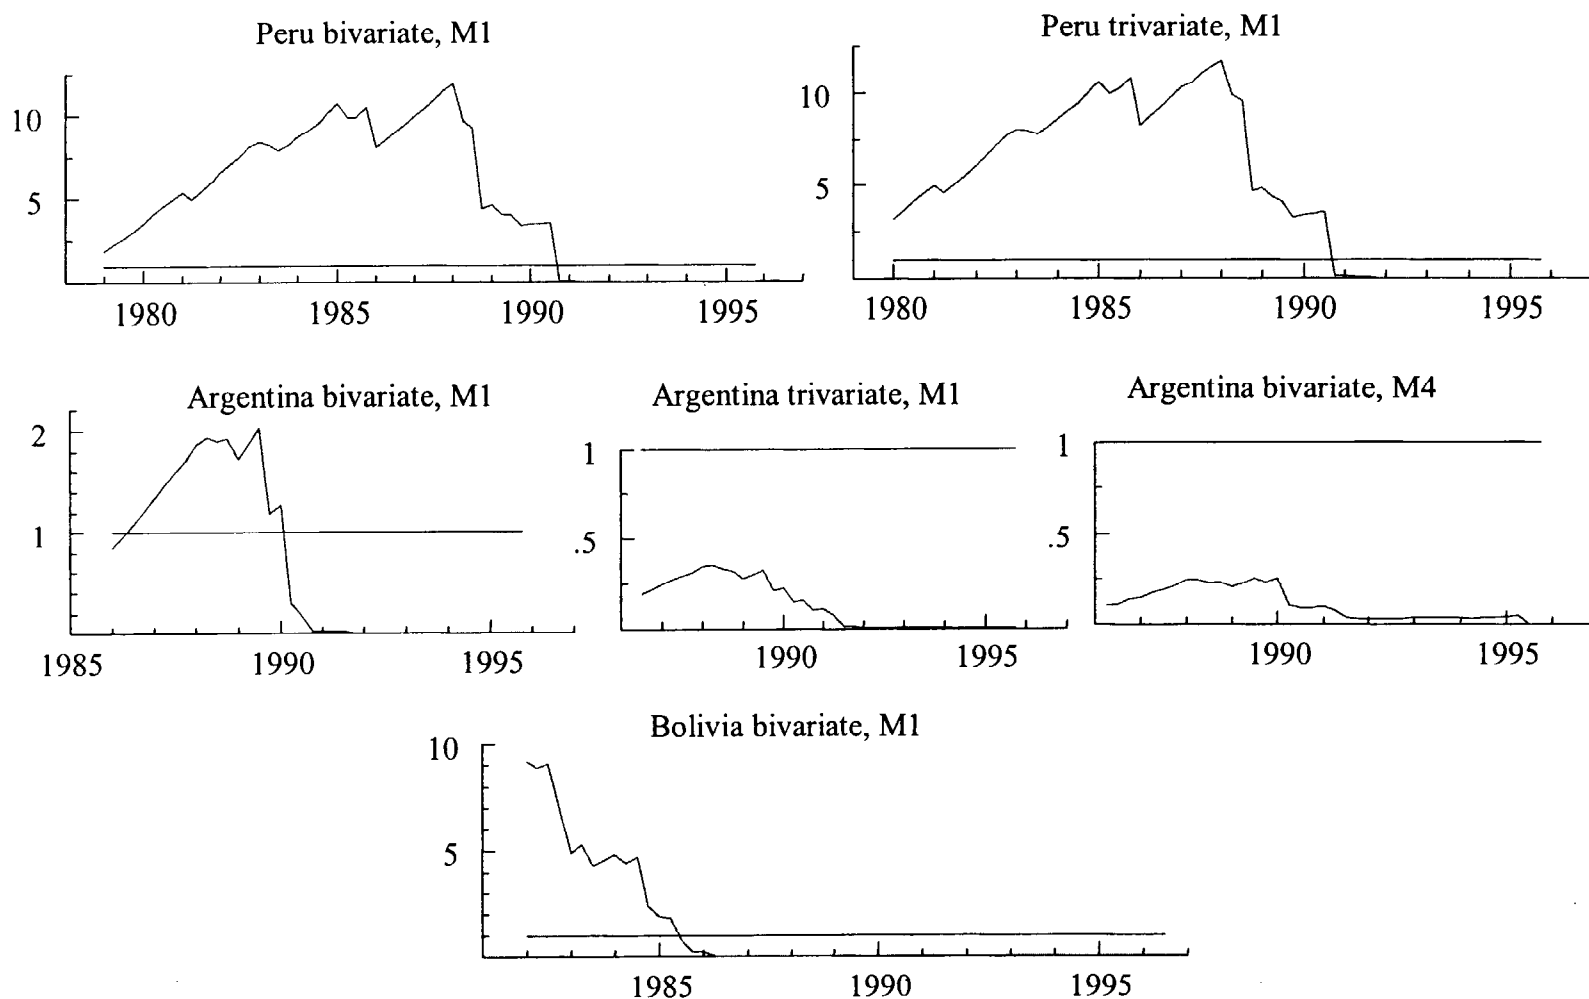 Peru bivariate, M1
10
5
1980 1985 1990 1995
Peru trivariate, M1
10
5
1980 1985 1990 1995
Argentina bivariate, M1
2
1
1985 1990 1995
Argentina trivariate, M1
1
.5
1990 1995
Argentina bivariate, M4
1
.5
1990 1995
Bolivia bivariate, M1
10
5
1985 1990 1995